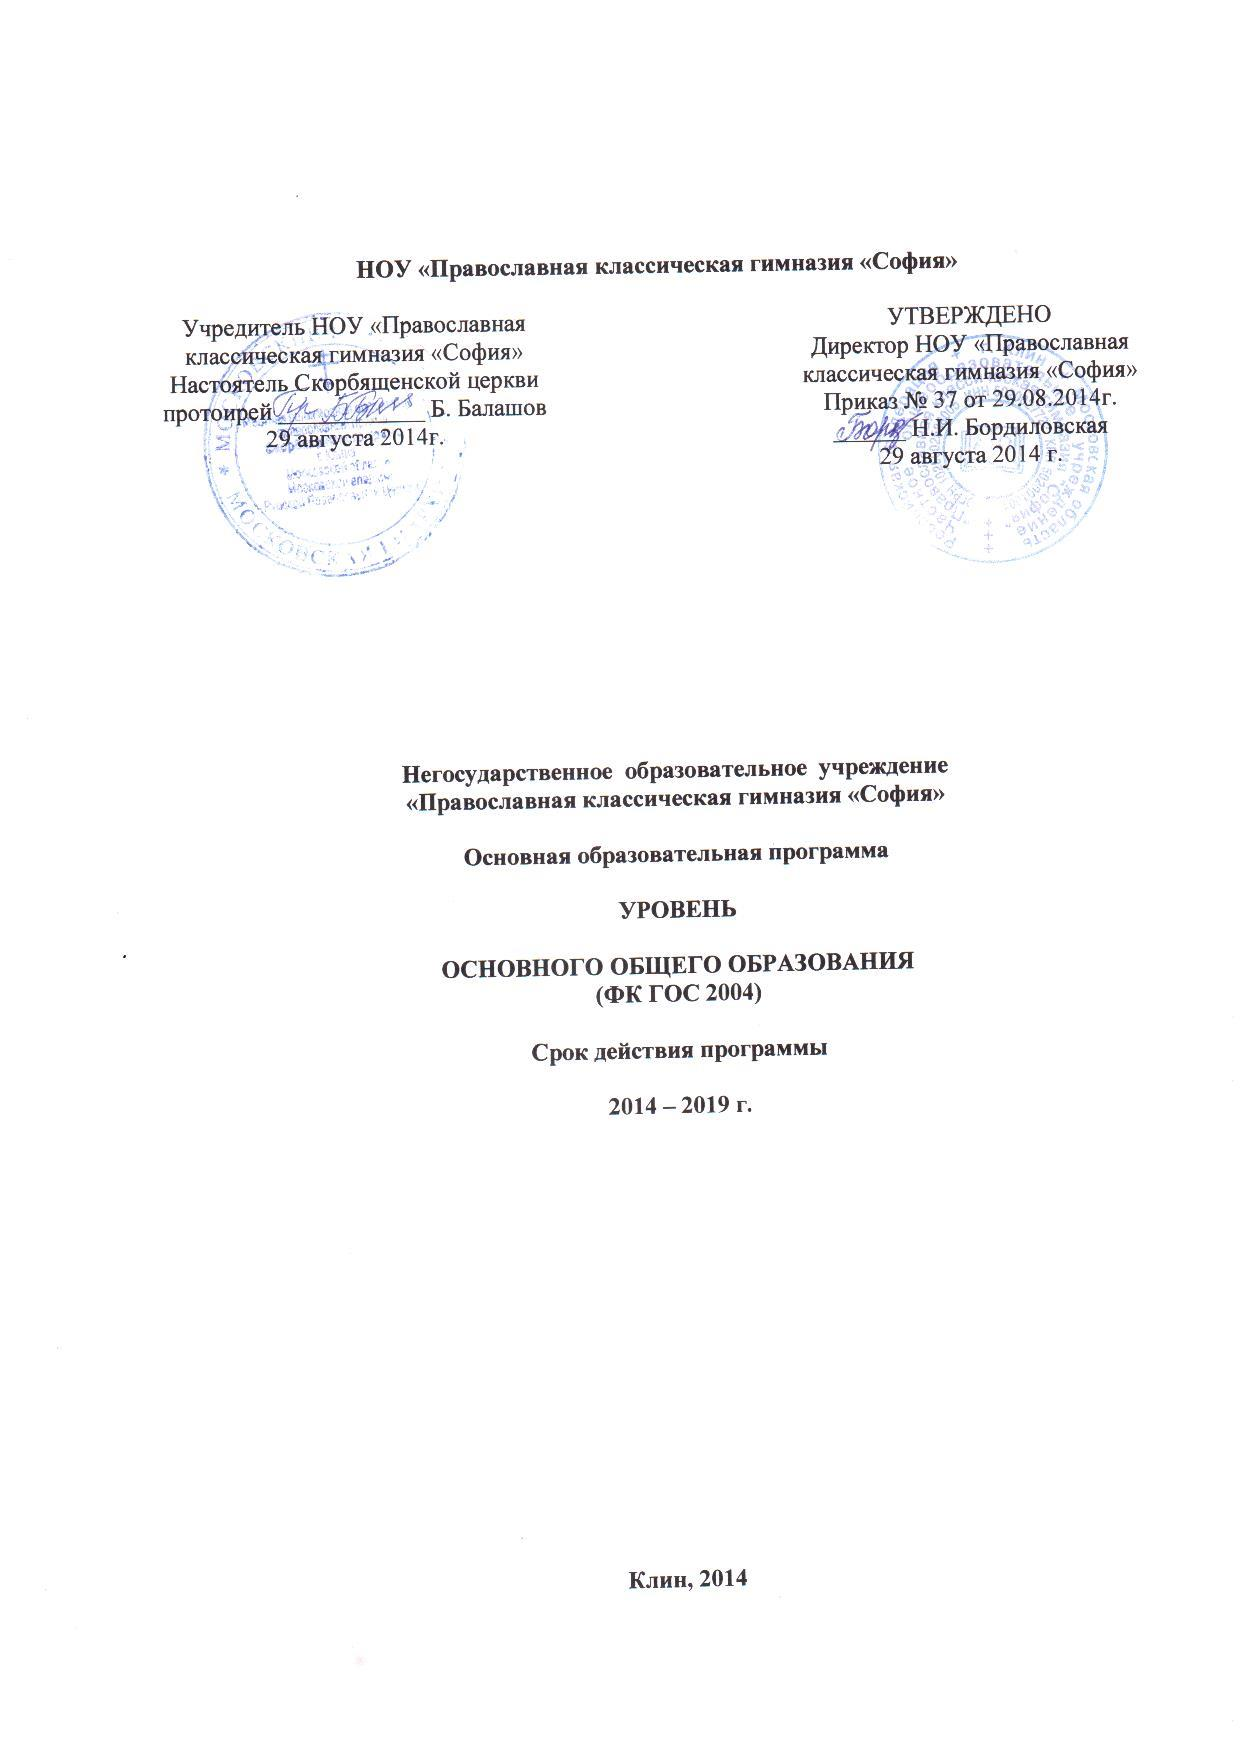 НОУ «Православная классическая гимназия «София»
Учредитель НОУ «Православная
классическая гимназия «София»
Настоятель Скорбященской церкви
протоирей ____________ Б. Балашов
29 августа 2014г.
УТВЕРЖДЕНО
Директор НОУ «Православная
классическая гимназия «София»
Приказ № 37 от 29.08.2014г.
______ Н.И. Бордиловская
29 августа 2014 г.
Негосударственное образовательное учреждение
«Православная классическая гимназия «София»
Основная образовательная программа
УРОВЕНЬ
ОСНОВНОГО ОБЩЕГО ОБРАЗОВАНИЯ
(ФК ГОС 2004)
Срок действия программы
2014 – 2019 г.
Клин, 2014